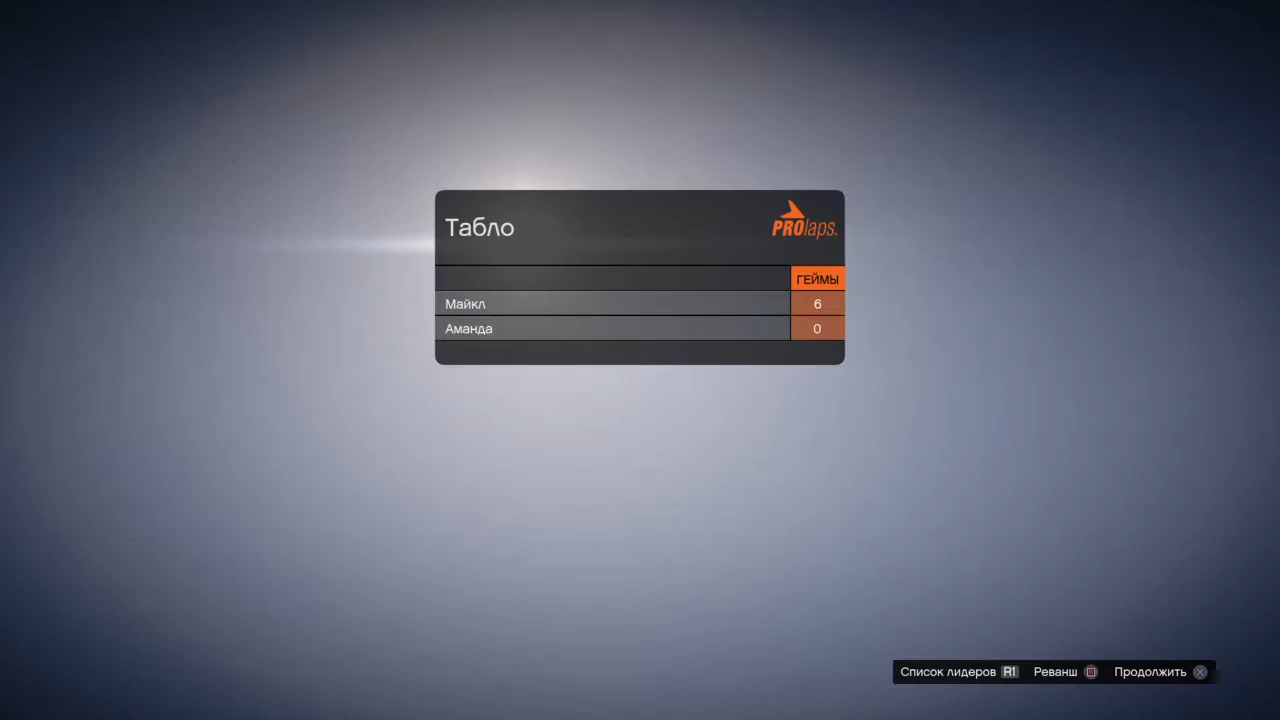 Табло
PROlaps.
ГЕЙМЫ
Майкл 6
Аманда 0
Список лидеров R1 Реванш Продолжить